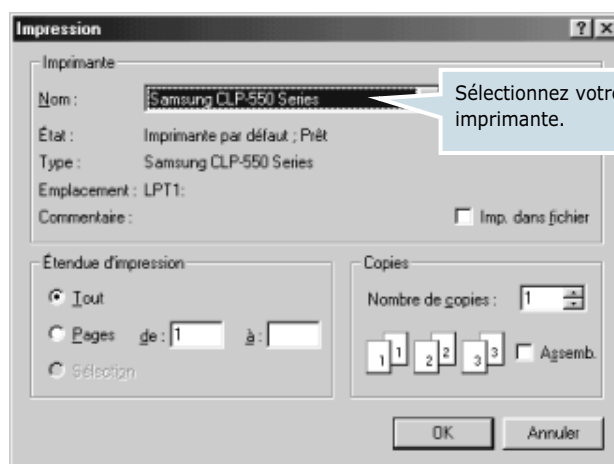 Impression
Imprimante
Nom :
Samsung CLP-550 Series
Sélectionnez votre
imprimante.
État :
Imprimante par défaut ; Prêt
Type :
Samsung CLP-550 Series
Emplacement :
LPT1:
Commentaire :
Imp. dans fichier
Étendue d'impression
Tout
Pages
de : 1
à :
Sélection
Copies
Nombre de copies :
1
1 1 2 2 3 3
Assemb.
OK
Annuler